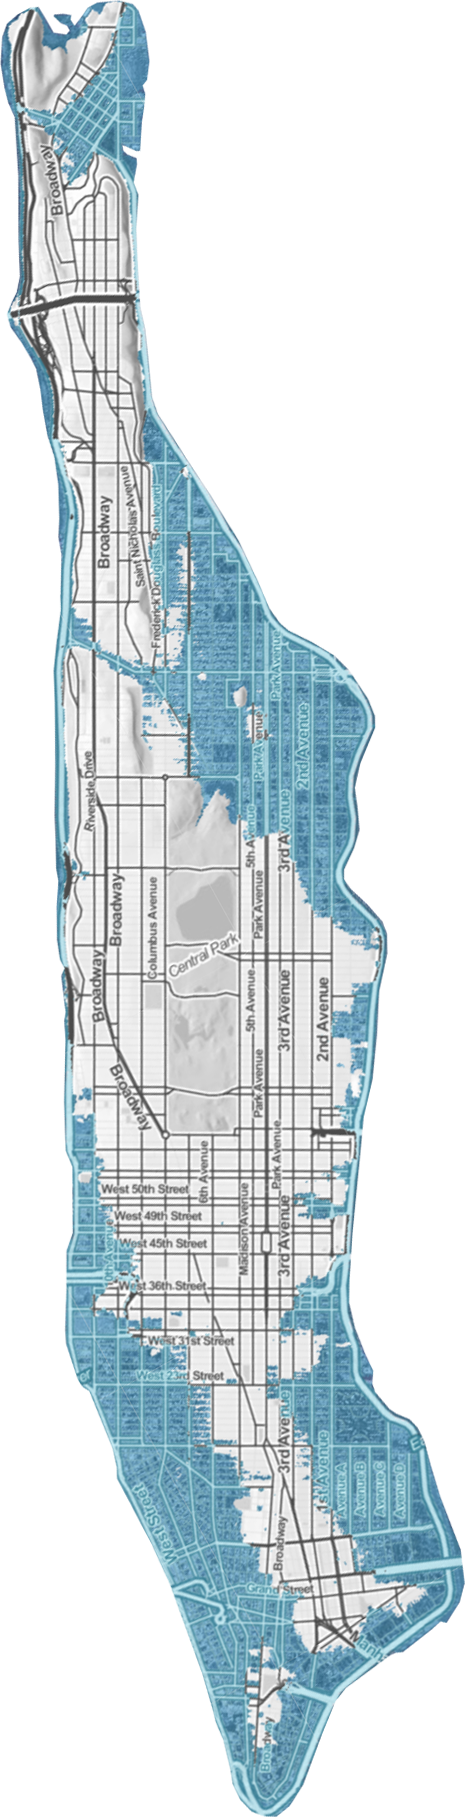 Broadway
Saint Nicholas Avenue
Frederick Douglass Boulevard
Broadway
Park Avenue
Park Avenue
2nd Avenue
Riverside Drive
5th Avenue
3rd Avenue
Broadway
Columbus Avenue
Park Avenue
Central Park
Broadway
5th Avenue
3rd Avenue
2nd Avenue
Broadway
Park Avenue
6th Avenue
Park Avenue
West 50th Street
Madison Avenue
3rd Avenue
West 49th Street
West 45th Street
West 36th Street
West 31st Street
West 23rd Street
3rd Avenue
1st Avenue
Avenue A
Avenue B
Avenue C
West Street
Broadway
Grand Street
Manh
Broadway